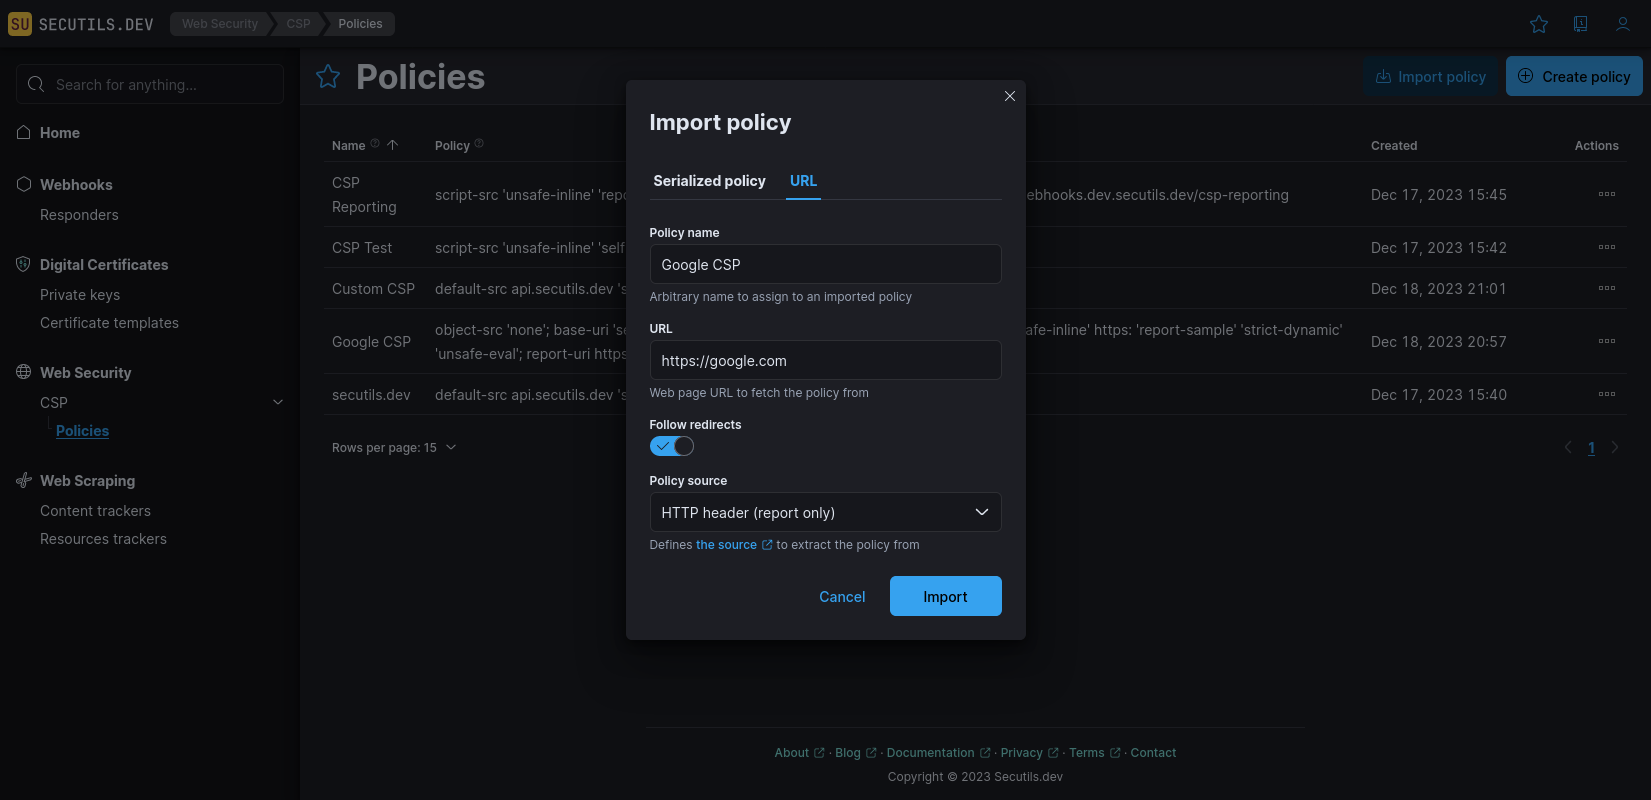 SU SECUTILS.DEV
Web Security CSP Policies
Search for anything...
Home
Webhooks
Responders
Digital Certificates
Private keys
Certificate templates
Web Security
CSP
Policies
Web Scraping
Content trackers
Resources trackers
Policies
Import policy
Create policy
Name Policy Created Actions
CSP
Reporting
script-src 'unsafe-inline' 'repo
ebhooks.dev.secutils.dev/csp-reporting
Dec 17, 2023 15:45
CSP Test
script-src 'unsafe-inline' 'self
Dec 17, 2023 15:42
Custom CSP
default-src api.secutils.dev 's
Dec 18, 2023 21:01
Google CSP
object-src 'none'; base-uri 'se
afe-inline' https: 'report-sample' 'strict-dynamic'
'unsafe-eval'; report-uri https
Dec 18, 2023 20:57
secutils.dev
default-src api.secutils.dev 's
Dec 17, 2023 15:40
Rows per page: 15
1
Import policy
Serialized policy URL
Policy name
Google CSP
Arbitrary name to assign to an imported policy
URL
https://google.com
Web page URL to fetch the policy from
Follow redirects
Policy source
HTTP header (report only)
Defines the source to extract the policy from
Cancel Import
About · Blog · Documentation · Privacy · Terms · Contact
Copyright © 2023 Secutils.dev